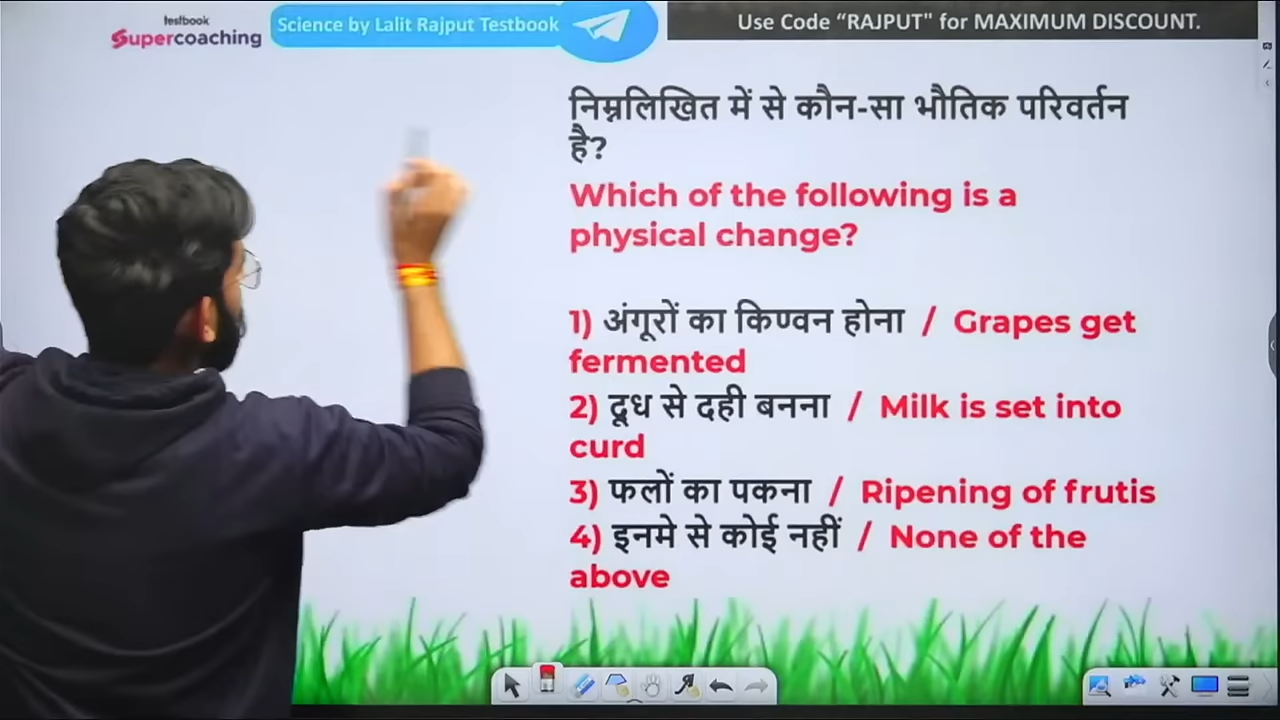 testbook
Supercoaching
Science by Lalit Rajput Testbook
Use Code “RAJPUT" for MAXIMUM DISCOUNT.
निम्नलिखित में से कौन-सा भौतिक परिवर्तन
है?
Which of the following is a
physical change?
1) अंगूरों का किण्वन होना / Grapes get
fermented
2) दूध से दही बनना / Milk is set into
curd
3) फलों का पकना / Ripening of frutis
4) इनमे से कोई नहीं / None of the
above